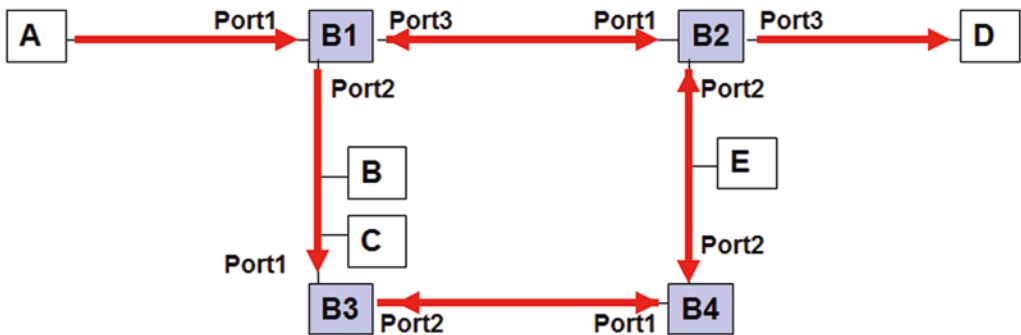 A Port1 B1 Port3 Port1 B2 Port3 D
Port2 Port2
B E
C
Port1 Port2
B3 Port2 Port1 B4